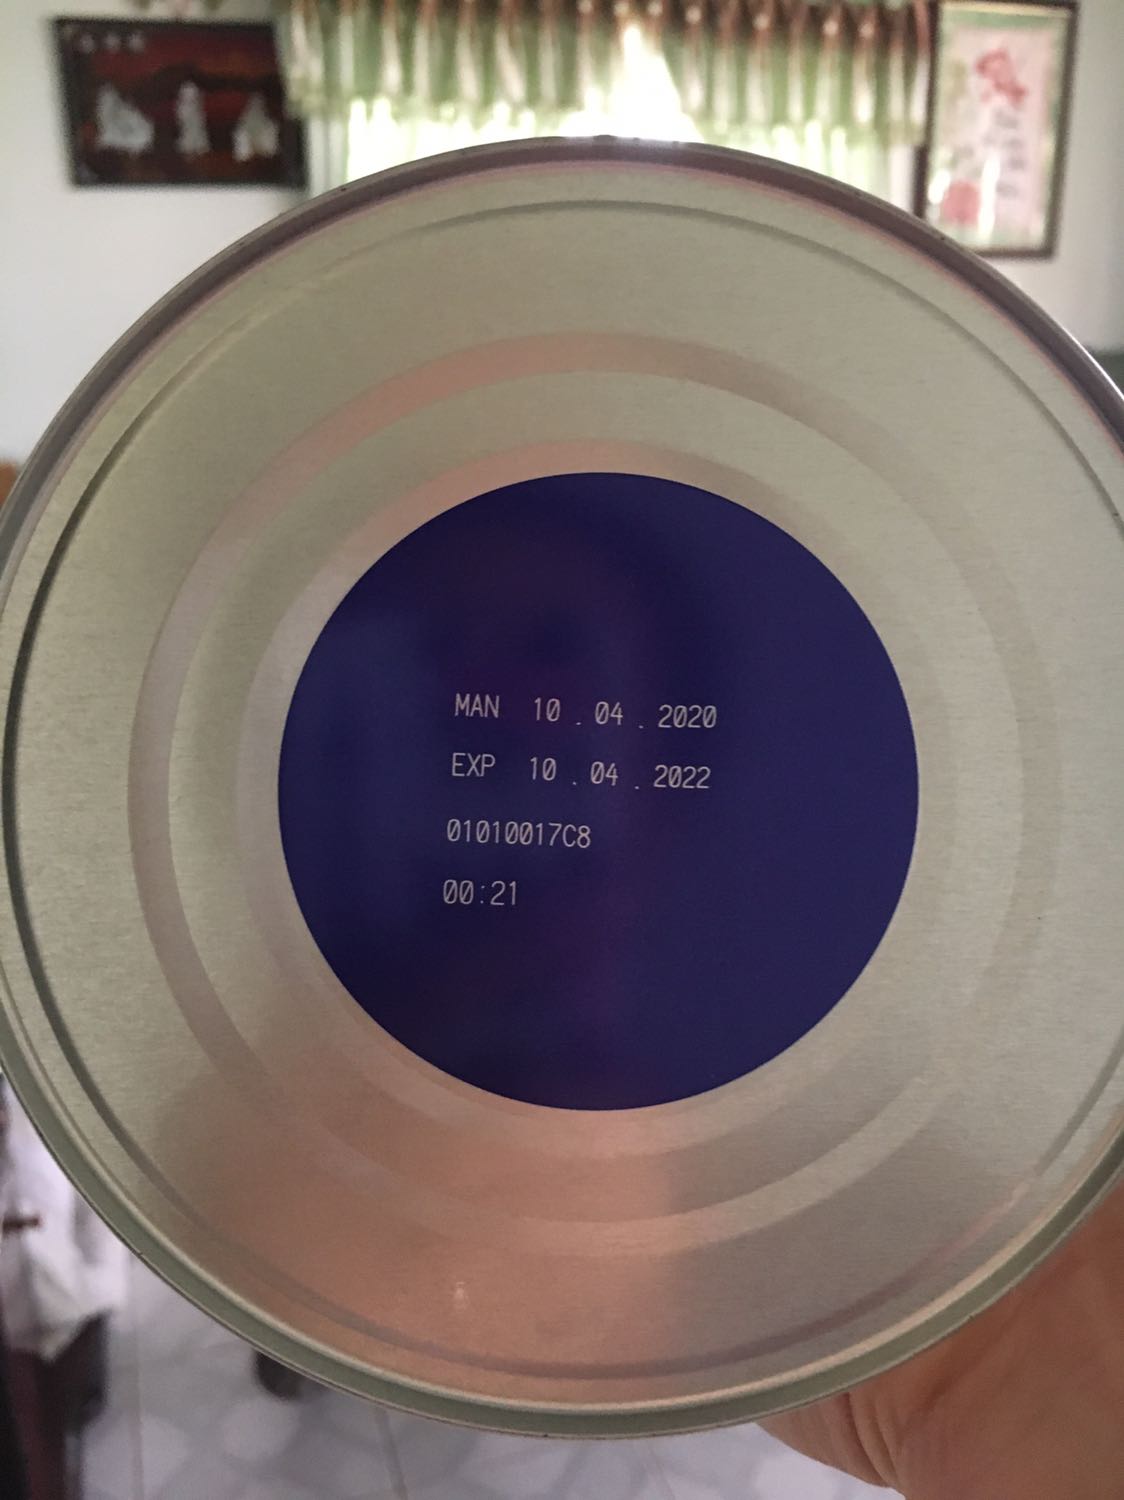 MAN 10 . 04 . 2020
EXP 10 . 04 . 2022
01010017C8
00:21